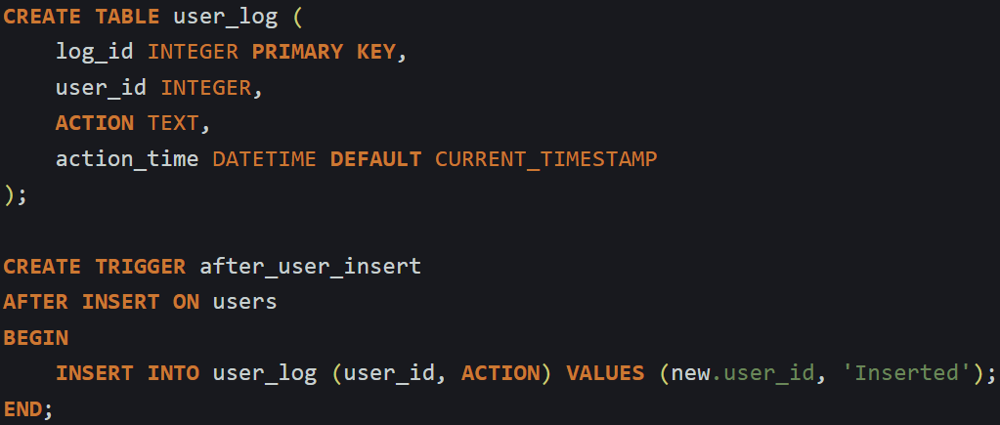 CREATE TABLE user_log (
    log_id INTEGER PRIMARY KEY,
    user_id INTEGER,
    ACTION TEXT,
    action_time DATETIME DEFAULT CURRENT_TIMESTAMP
);

CREATE TRIGGER after_user_insert
AFTER INSERT ON users
BEGIN
    INSERT INTO user_log (user_id, ACTION) VALUES (new.user_id, 'Inserted');
END;